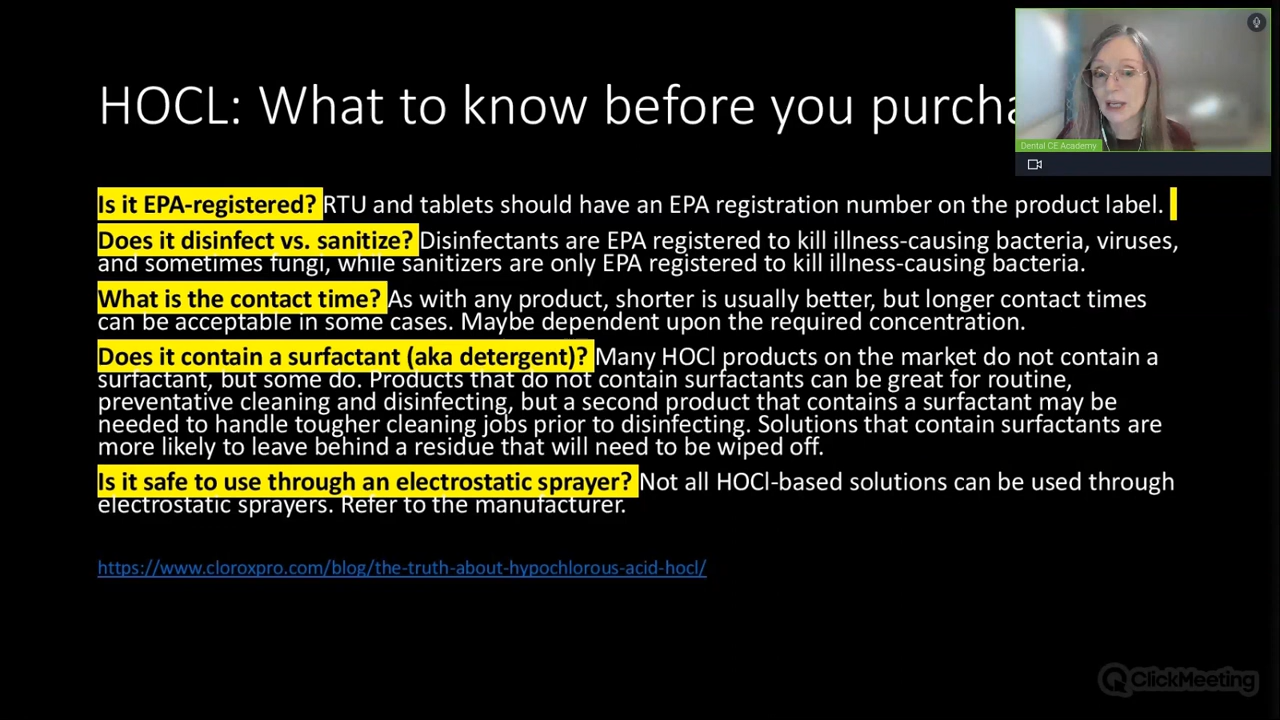 HOCL: What to know before you purcha
Dental CE Academy
Is it EPA-registered? RTU and tablets should have an EPA registration number on the product label.
Does it disinfect vs. sanitize? Disinfectants are EPA registered to kill illness-causing bacteria, viruses,
and sometimes fungi, while sanitizers are only EPA registered to kill illness-causing bacteria.
What is the contact time? As with any product, shorter is usually better, but longer contact times
can be acceptable in some cases. Maybe dependent upon the required concentration.
Does it contain a surfactant (aka detergent)? Many HOCl products on the market do not contain a
surfactant, but some do. Products that do not contain surfactants can be great for routine,
preventative cleaning and disinfecting, but a second product that contains a surfactant may be
needed to handle tougher cleaning jobs prior to disinfecting. Solutions that contain surfactants are
more likely to leave behind a residue that will need to be wiped off.
Is it safe to use through an electrostatic sprayer? Not all HOCl-based solutions can be used through
electrostatic sprayers. Refer to the manufacturer.
https://www.cloroxpro.com/blog/the-truth-about-hypochlorous-acid-hocl/
ClickMeeting